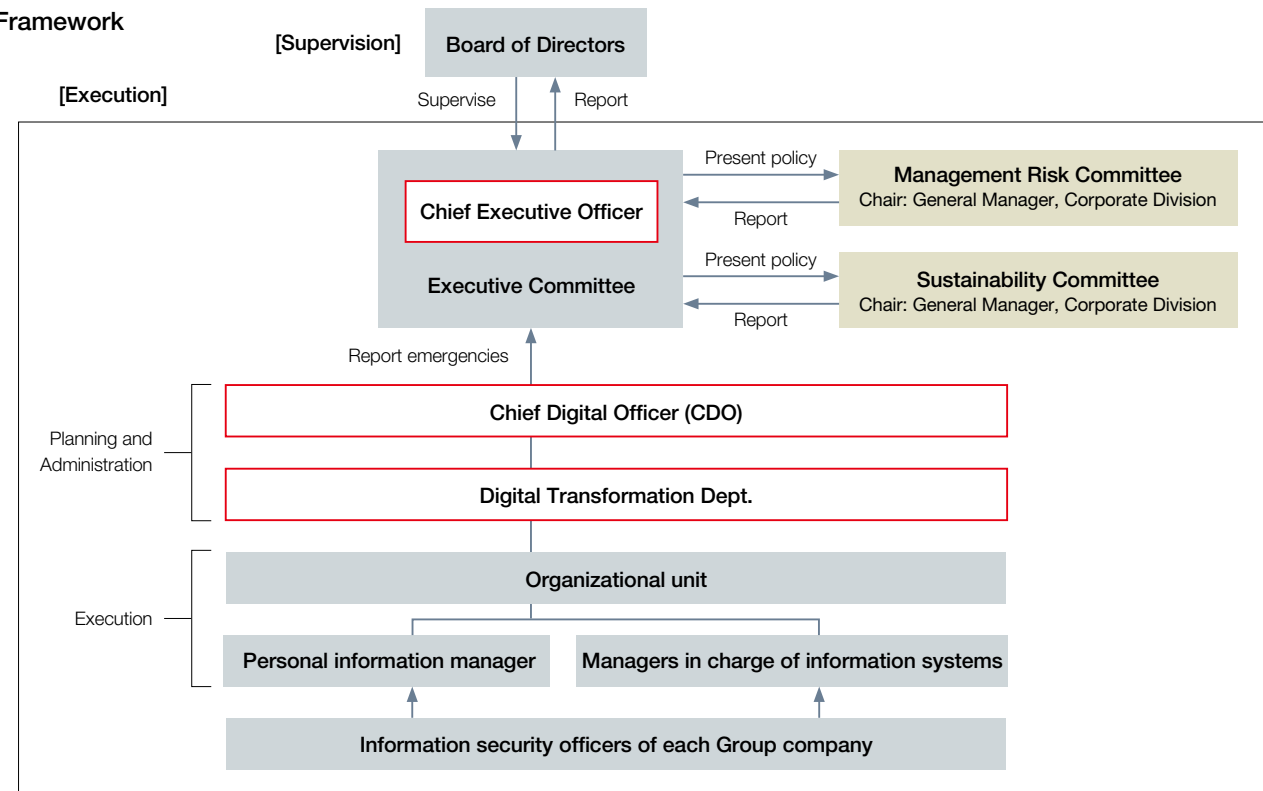 Framework
[Supervision]
Board of Directors
[Execution]
Supervise
Report
Present policy
Management Risk Committee
Chair: General Manager, Corporate Division
Chief Executive Officer
Report
Present policy
Executive Committee
Sustainability Committee
Chair: General Manager, Corporate Division
Report
Report emergencies
Chief Digital Officer (CDO)
Planning and
Administration
Digital Transformation Dept.
Organizational unit
Execution
Personal information manager
Managers in charge of information systems
Information security officers of each Group company